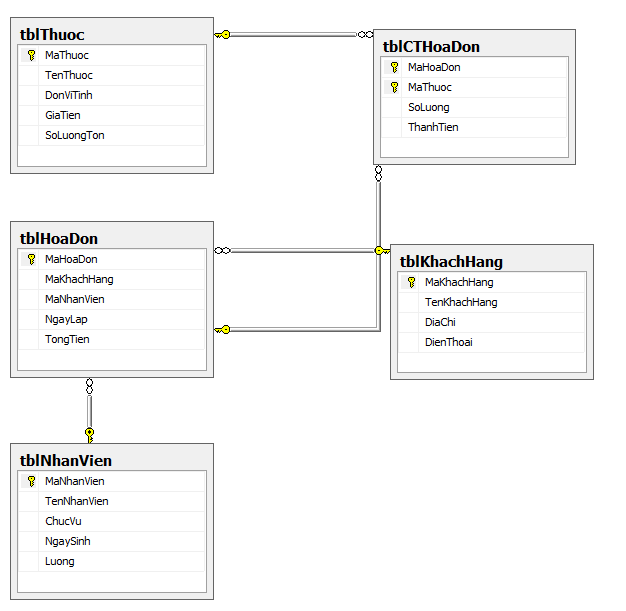 tblThuoc
MaThuoc
TenThuoc
DonViTinh
GiaTien
SoLuongTon
tblCTHoaDon
MaHoaDon
MaThuoc
SoLuong
ThanhTien
tblHoaDon
MaHoaDon
MaKhachHang
MaNhanVien
NgayLap
TongTien
tblKhachHang
MaKhachHang
TenKhachHang
DiaChi
DienThoai
tblNhanVien
MaNhanVien
TenNhanVien
ChucVu
NgaySinh
Luong